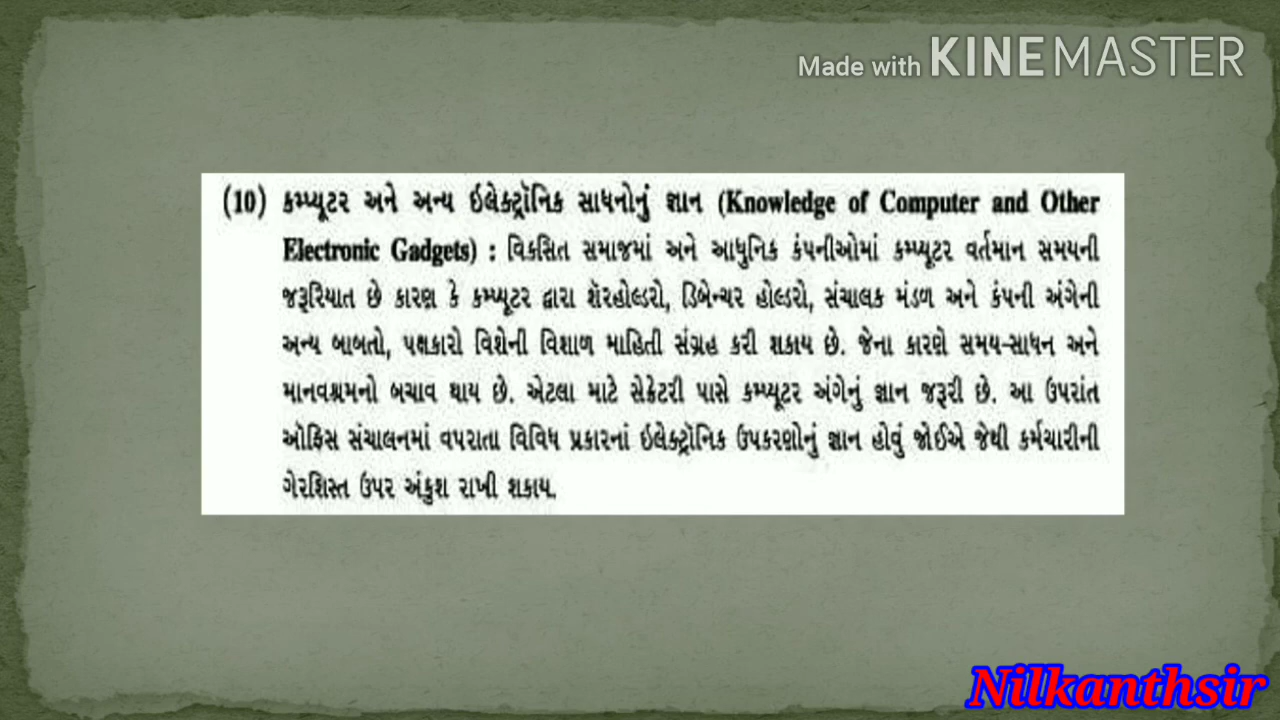 Made with KINEMASTER
(10) કમ્પ્યૂટર અને અન્ય ઇલેક્ટ્રૉનિક સાધનોનું જ્ઞાન (Knowledge of Computer and Other
Electronic Gadgets) : વિકસિત સમાજમાં અને આધુનિક કંપનીઓમાં કમ્પ્યૂટર વર્તમાન સમયની
જરૂરિયાત છે કારણ કે કમ્પ્યૂટર દ્વારા શૅરહોલ્ડરો, ડિબેન્ચર હોલ્ડરો, સંચાલક મંડળ અને કંપની અંગેની
અન્ય બાબતો, પક્ષકારો વિશેની વિશાળ માહિતી સંગ્રહ કરી શકાય છે. જેના કારણે સમય-સાધન અને
માનવશ્રમનો બચાવ થાય છે. એટલા માટે સેક્રેટરી પાસે કમ્પ્યૂટર અંગેનું જ્ઞાન જરૂરી છે. આ ઉપરાંત
ઑફિસ સંચાલનમાં વપરાતા વિવિધ પ્રકારનાં ઇલેક્ટ્રૉનિક ઉપકરણોનું જ્ઞાન હોવું જોઈએ જેથી કર્મચારીની
ગેરશિસ્ત ઉપર અંકુશ રાખી શકાય.
Nilkanthsir